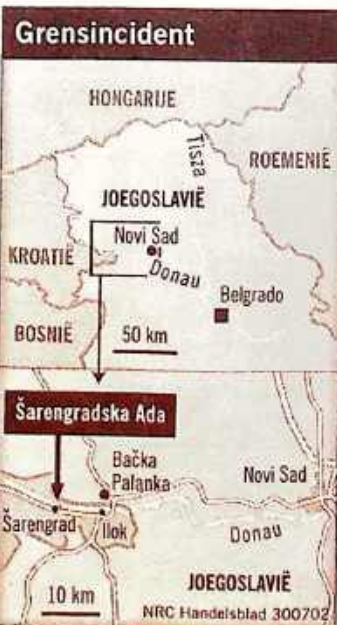 Grensincident
HONGARIJE
Tisza
ROEMENIË
JOEGOSLAVIË
KROATIË
Novi Sad
Donau
Belgrado
BOSNIË
50 km
Šarengradska Ada
Bačka
Palanka
Novi Sad
Šarengrad
Ilok
Donau
10 km
JOEGOSLAVIË
NRC Handelsblad 300702